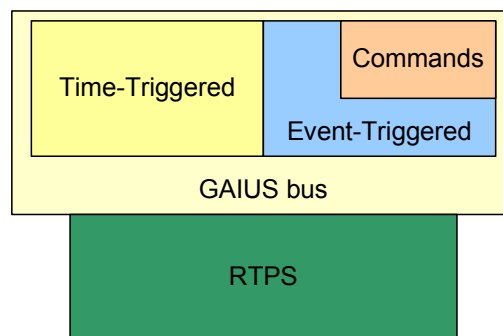 Commands
Time-Triggered
Event-Triggered
GAIUS bus
RTPS